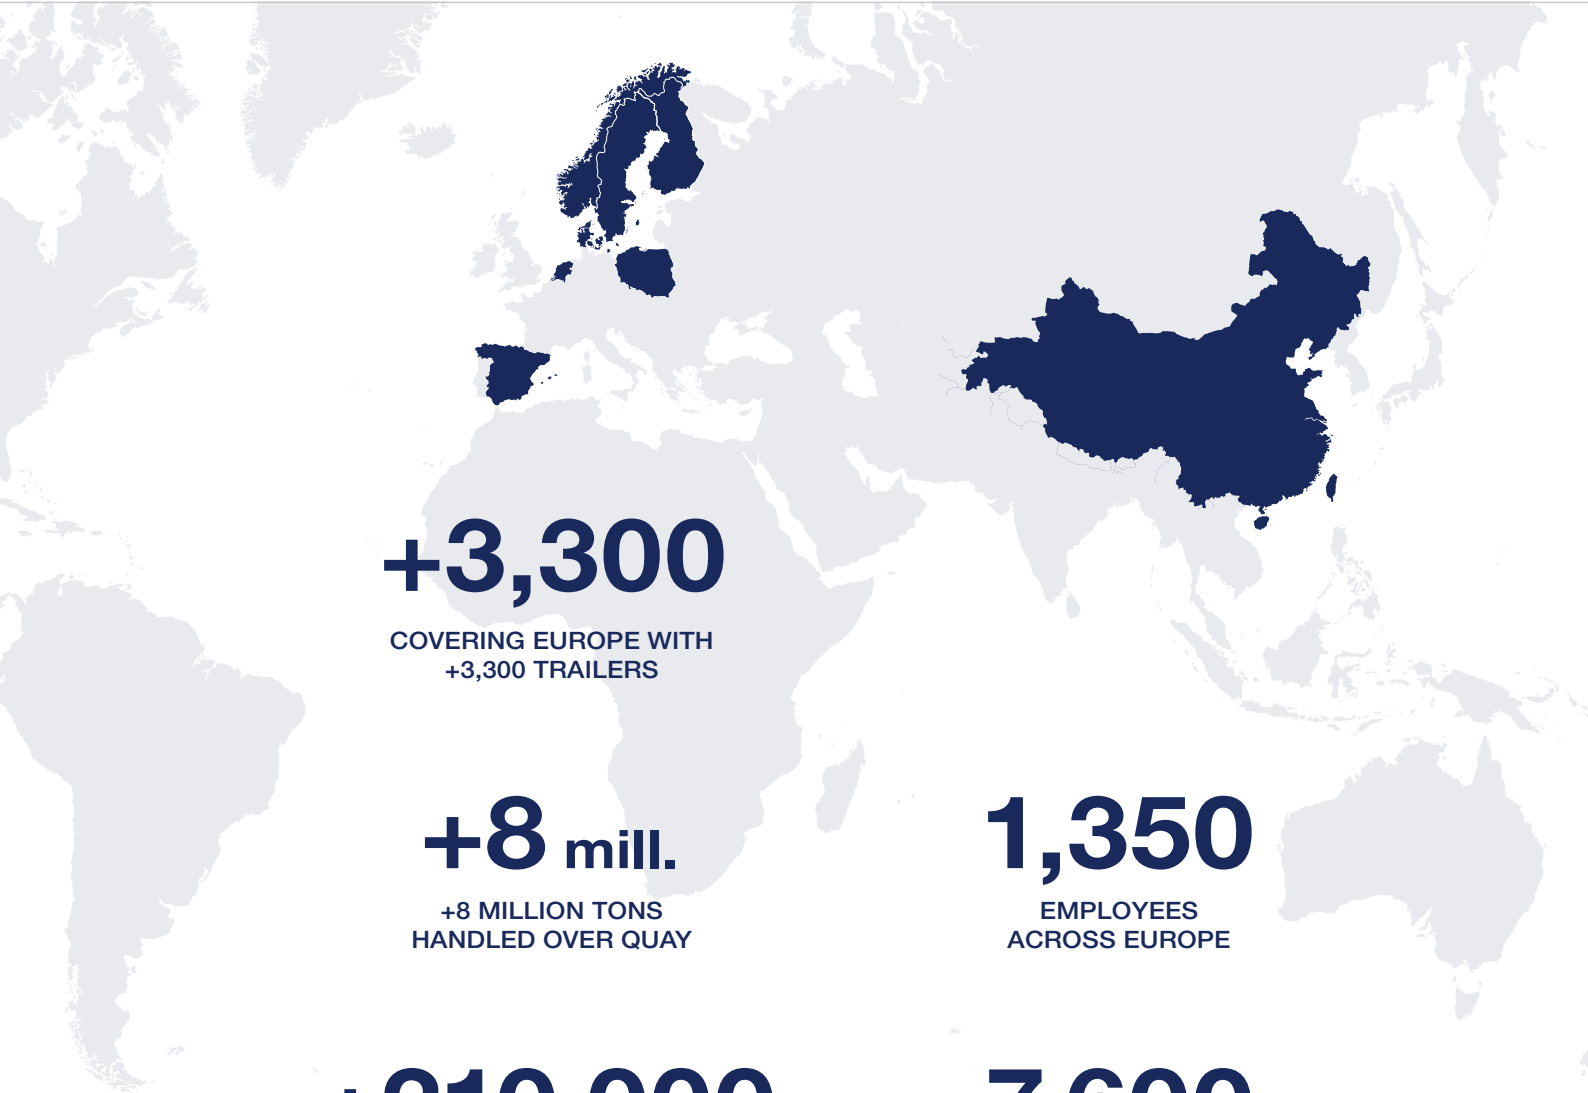 +3,300
COVERING EUROPE WITH
+3,300 TRAILERS
+8 mill.
+8 MILLION TONS
HANDLED OVER QUAY
1,350
EMPLOYEES
ACROSS EUROPE